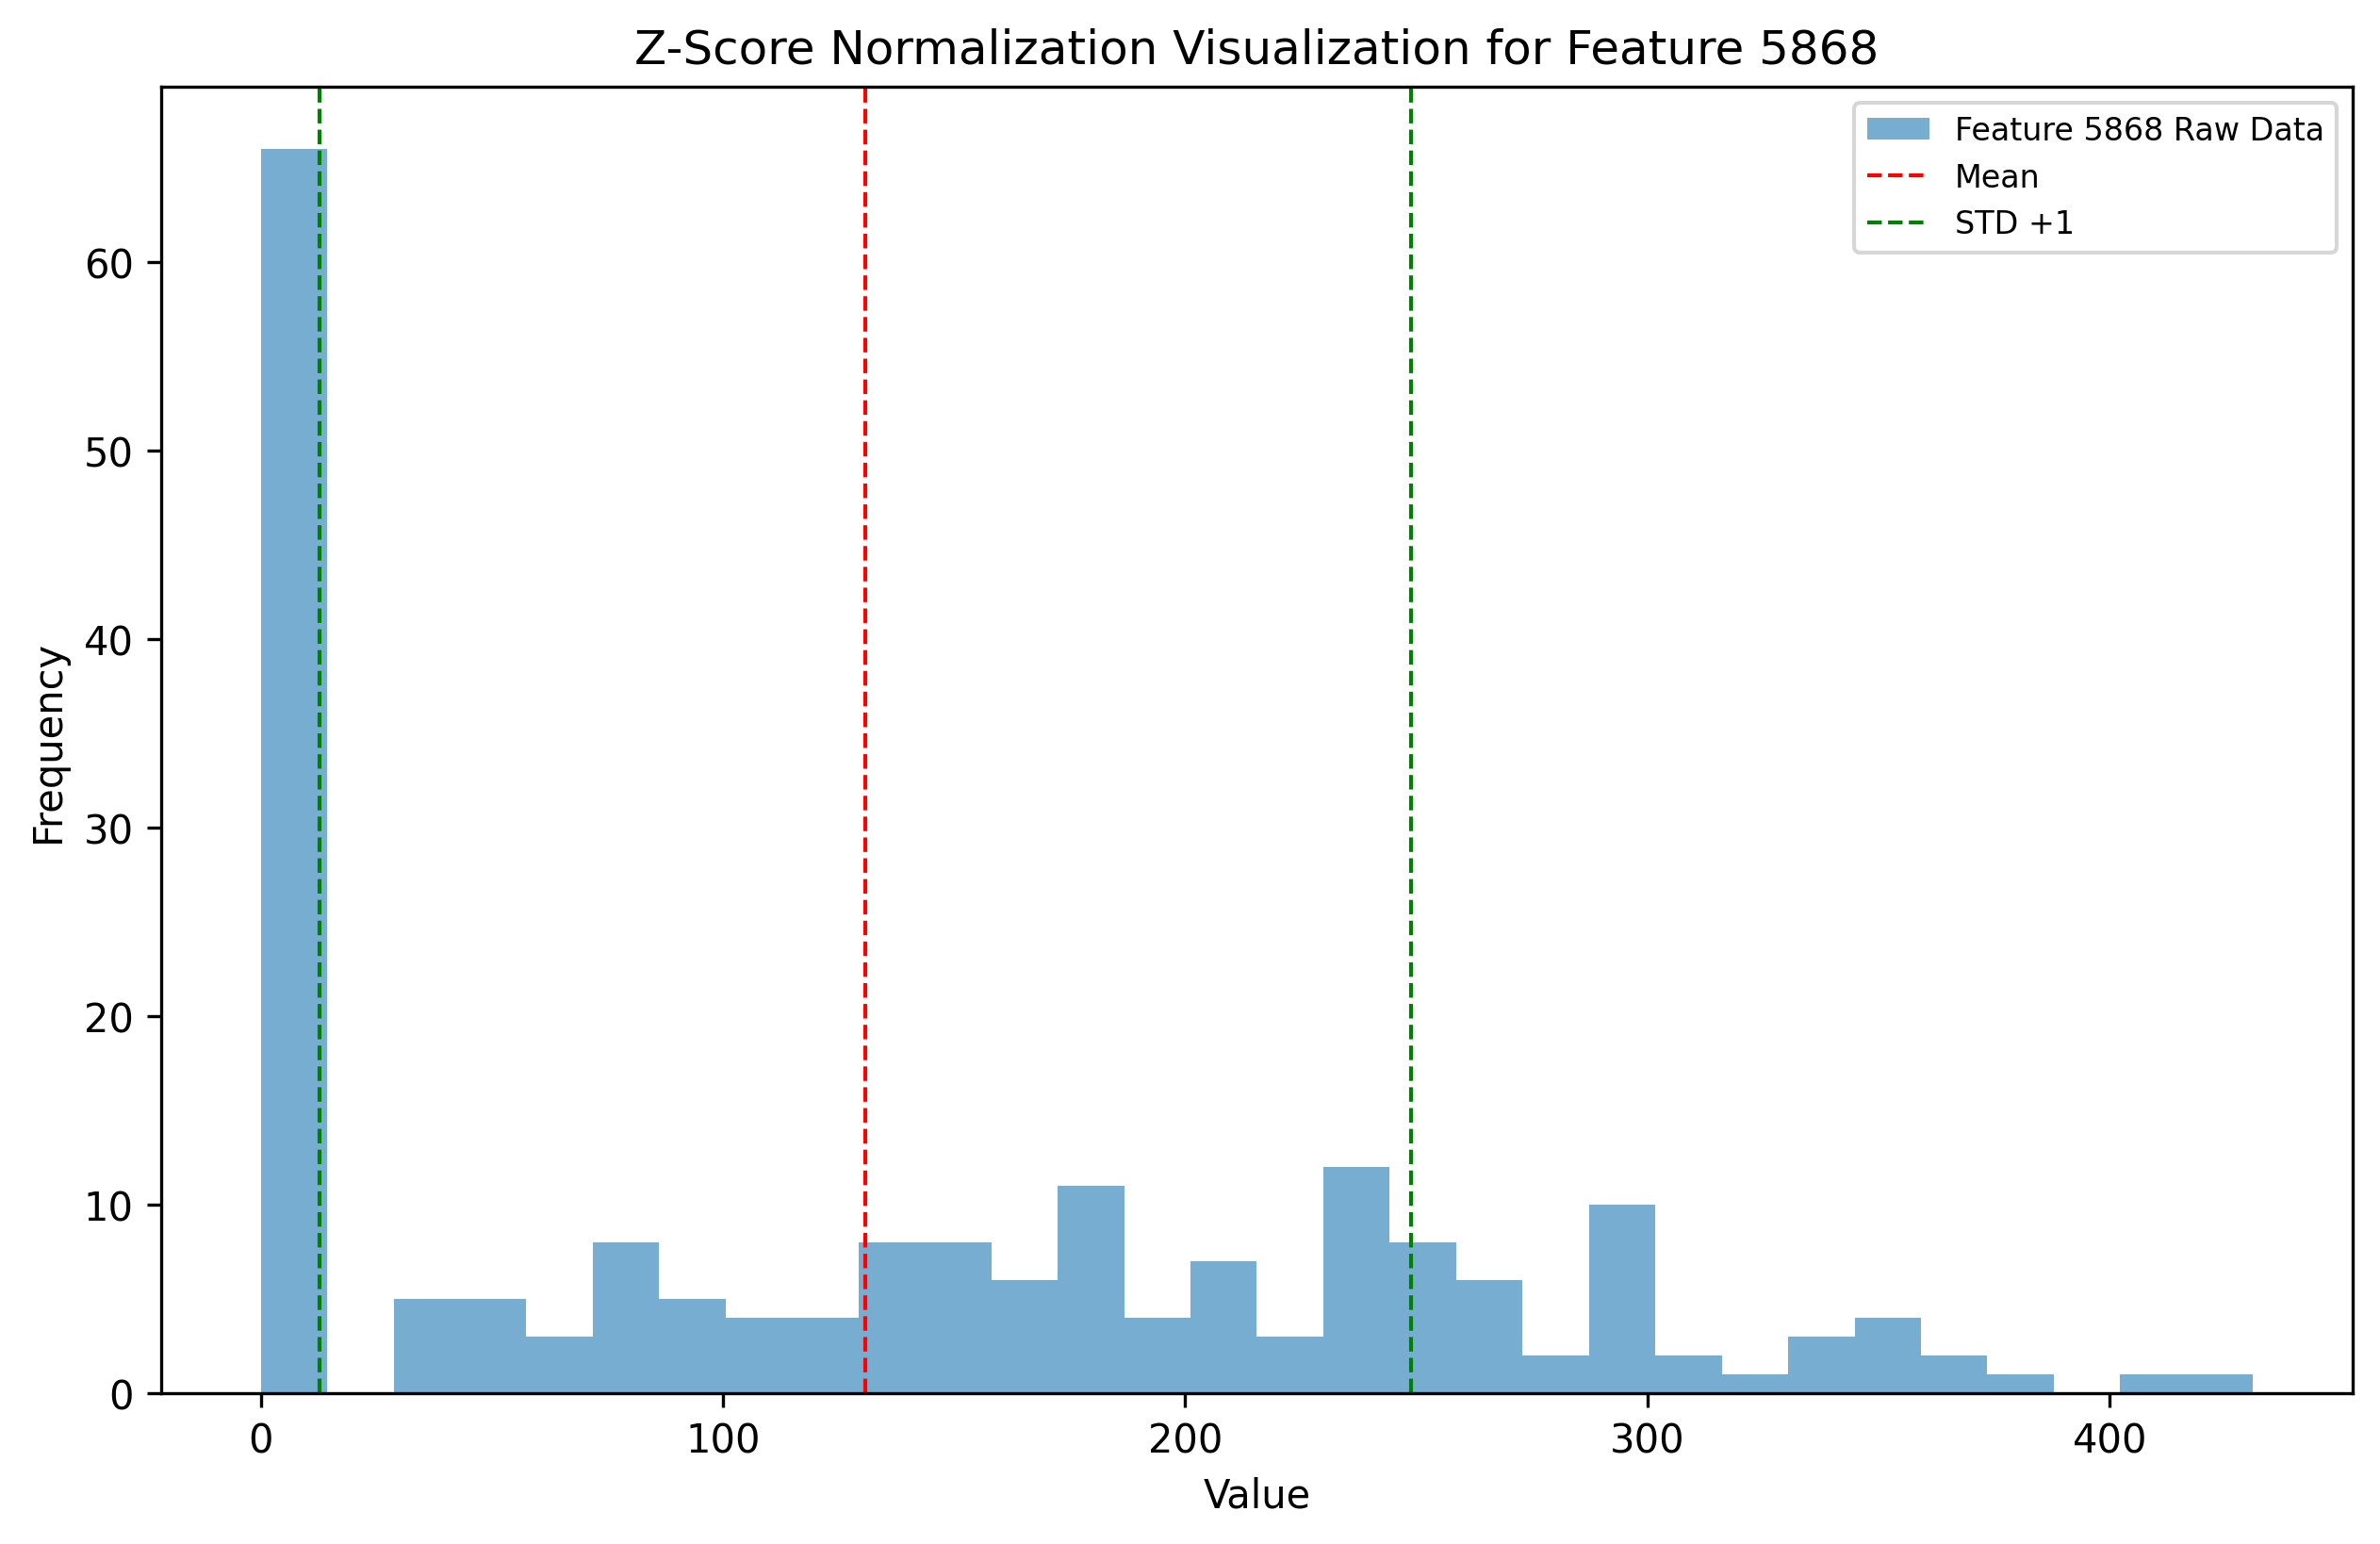 Z-Score Normalization Visualization for Feature 5868
Feature 5868 Raw Data
Mean
STD +1
60
50
40
30
20
10
0
Frequency
0 100 200 300 400
Value